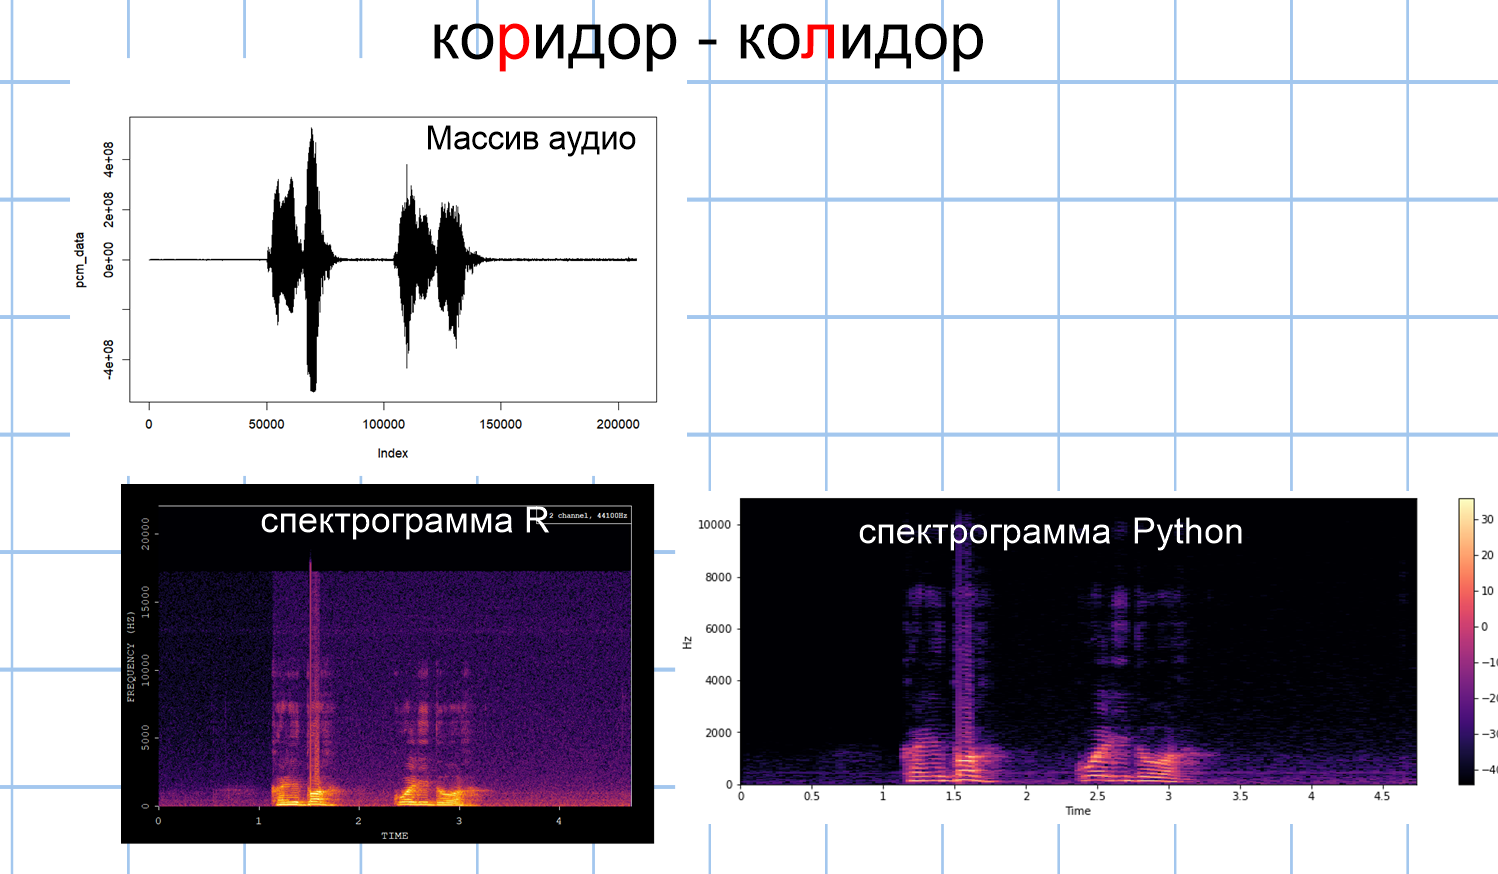 коридор - колидор
Массив аудио
pcm_data
4e+08
2e+08
0e+00
-4e+08
0 50000 100000 150000 200000
Index
спектрограмма R
2 channel, 44100Hz
FREQUENCY (HZ)
20000
15000
10000
5000
0
0 1 2 3 4
TIME
спектрограмма Python
Hz
10000
8000
6000
4000
2000
0
0 0.5 1 1.5 2 2.5 3 3.5 4 4.5
Time
30
20
10
0